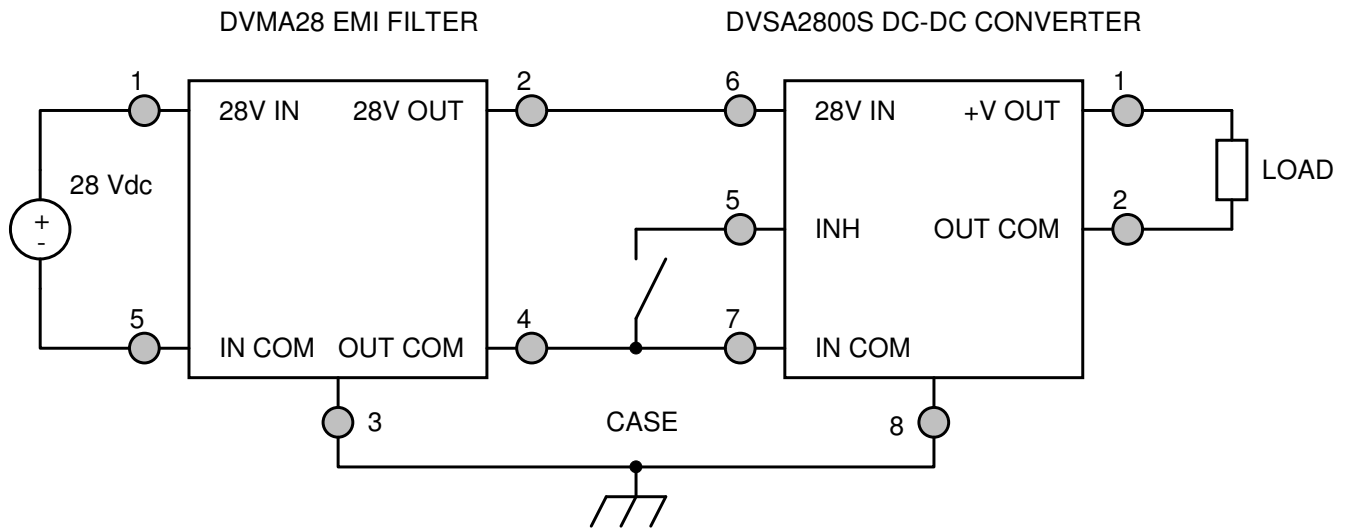 DVMA28 EMI FILTER
DVSA2800S DC-DC CONVERTER
1
2
6
1
28V IN
28V OUT
28V IN
+V OUT
28 Vdc
LOAD
+
-
5
2
INH
OUT COM
5
4
7
IN COM
OUT COM
IN COM
3
CASE
8